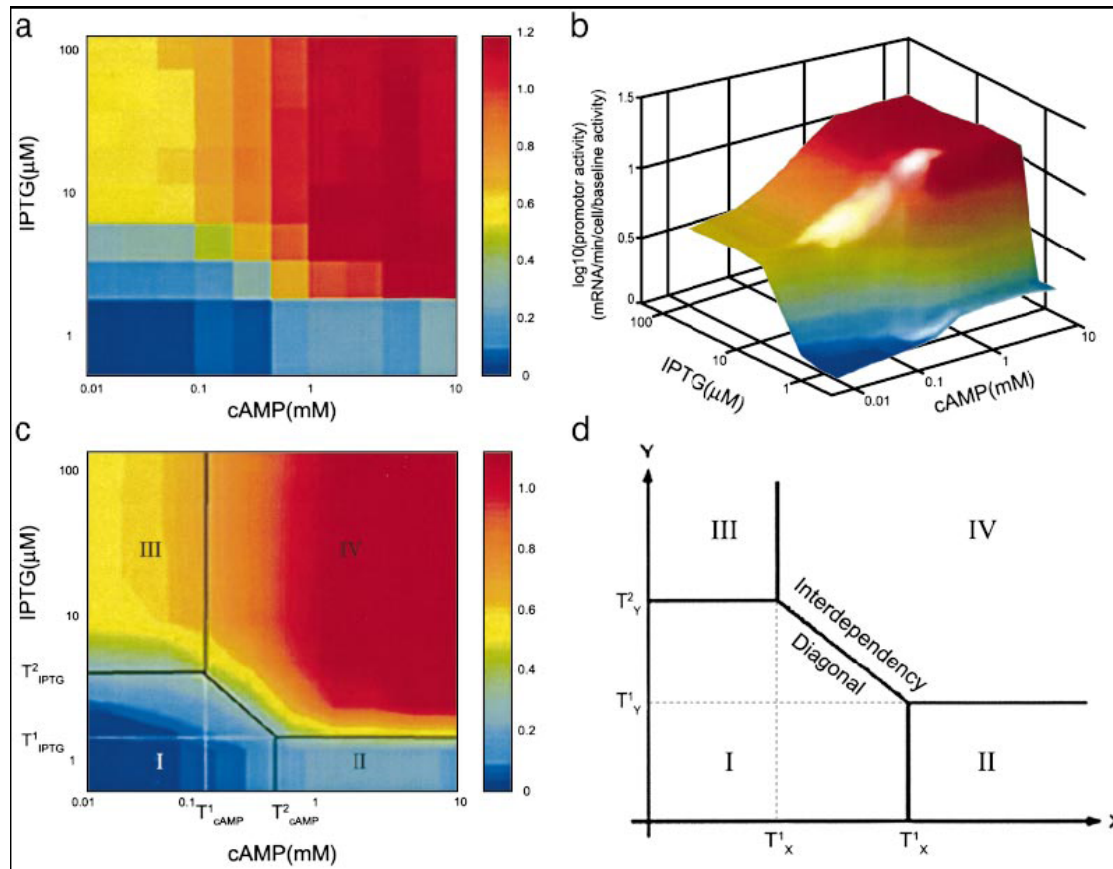 a
IPTG(μM)
100
10
1
0.01
0.1
1
10
cAMP(mM)
1.2
1.0
0.8
0.6
0.4
0.2
0
b
log10(promotor activity)
(mRNA/min/cell/baseline activity)
1.5
1
0.5
0
100
10
1
IPTG(μM)
0.01
0.1
1
10
cAMP(mM)
c
IPTG(μM)
100
10
T²IPTG
T¹IPTG
1
III
IV
I
II
0.01
0.1
1
10
T¹cAMP
T²cAMP
cAMP(mM)
1.0
0.8
0.6
0.4
0.2
0
d
Y
III
IV
T²Y
Interdependency
Diagonal
T¹Y
I
II
T¹X
T¹X
X